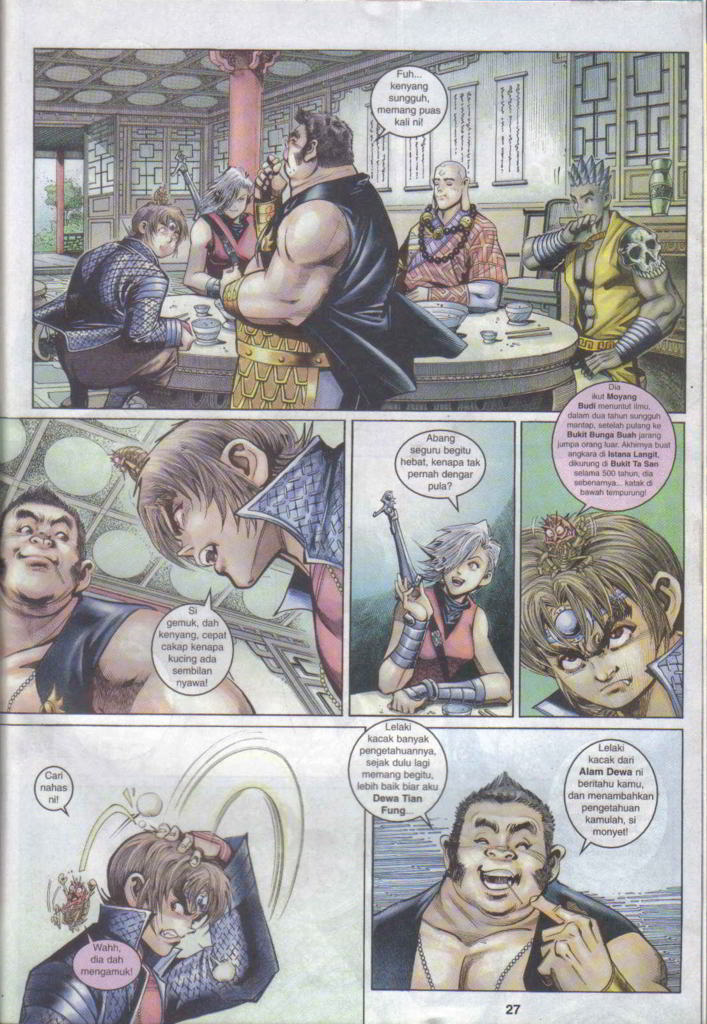 Fuh...
kenyang
sungguh,
memang puas
kali ni!
Si
gemuk, dah
kenyang, cepat
cakap kenapa
kucing ada
sembilan
nyawa!
Abang
seguru begitu
hebat, kenapa tak
pernah dengar
pula?
Dia
ikut Moyang
Budi menuntut ilmu,
dalam dua tahun sungguh
mantap, setelah pulang ke
Bukit Bunga Buah jarang
jumpa orang luar. Akhirnya buat
angkara di Istana Langit,
dikurung di Bukit Ta San
selama 500 tahun, dia
sebenarnya... katak di
bawah tempurung!
Cari
nahas
ni!
Wahh,
dia dah
mengamuk!
Lelaki
kacak banyak
pengetahuannya,
sejak dulu lagi
memang begitu,
lebih baik biar aku
Dewa Tian
Fung...
Lelaki
kacak dari
Alam Dewa ni
beritahu kamu,
dan menambahkan
pengetahuan
kamulah, si
monyet!
27